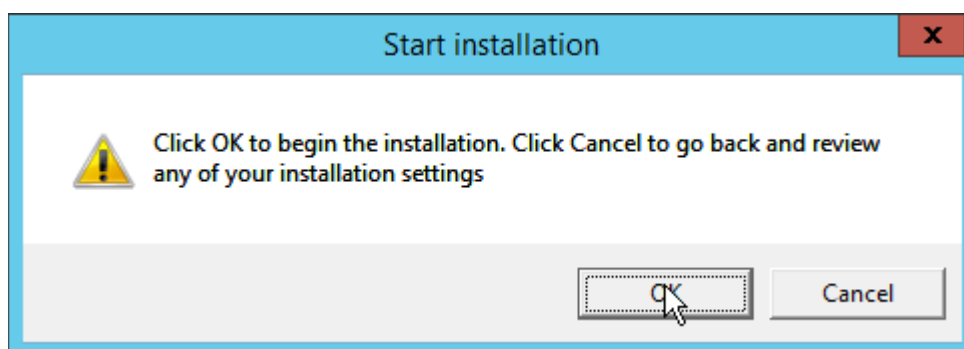 Start installation
Click OK to begin the installation. Click Cancel to go back and review
any of your installation settings
OK
Cancel